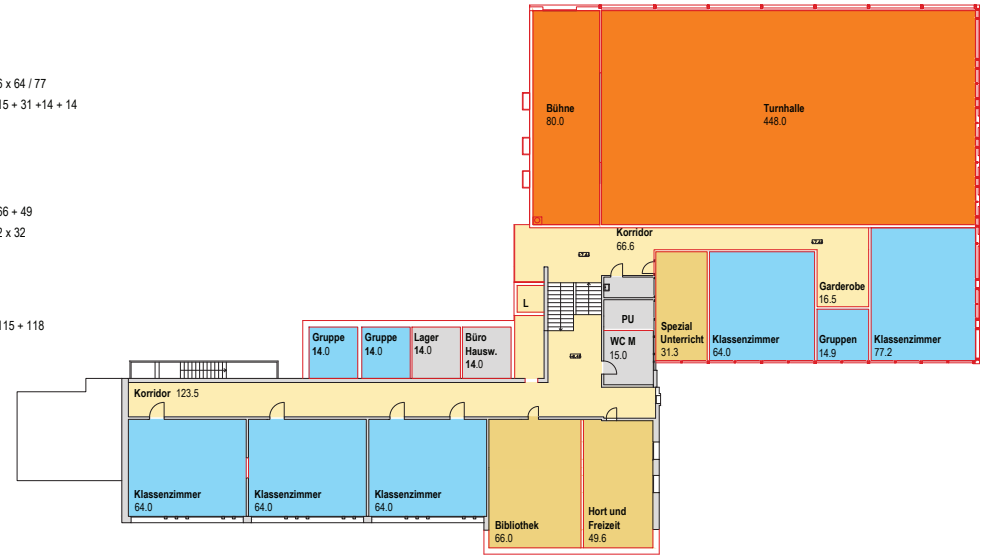 x 64 / 77
15 + 31 +14 + 14
66 + 49
2 x 32
115 + 118
Bühne
80.0
Turnhalle
448.0
Korridor
66.6
L
PU
WC M
15.0
Spezial
Unterricht
31.3
Klassenzimmer
64.0
Garderobe
16.5
Gruppen
14.9
Klassenzimmer
77.2
Gruppe
14.0
Gruppe
14.0
Lager
14.0
Büro
Hausw.
14.0
Korridor 123.5
Klassenzimmer
64.0
Klassenzimmer
64.0
Klassenzimmer
64.0
Bibliothek
66.0
Hort und
Freizeit
49.6